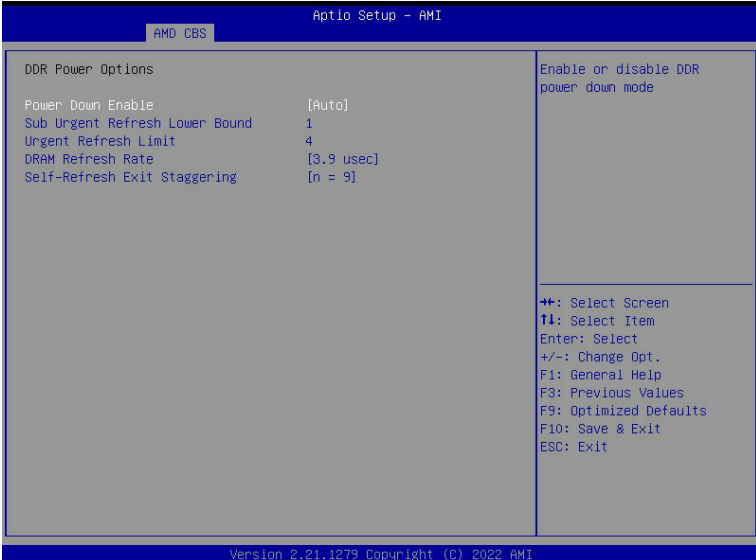 Aptio Setup – AMI
AMD CBS
DDR Power Options
Power Down Enable [Auto]
Sub Urgent Refresh Lower Bound 1
Urgent Refresh Limit 4
DRAM Refresh Rate [3.9 usec]
Self-Refresh Exit Staggering [n = 9]
Enable or disable DDR
power down mode
→←: Select Screen
↑↓: Select Item
Enter: Select
+/-: Change Opt.
F1: General Help
F3: Previous Values
F9: Optimized Defaults
F10: Save & Exit
ESC: Exit
Version 2.21.1279 Copyright (C) 2022 AMI